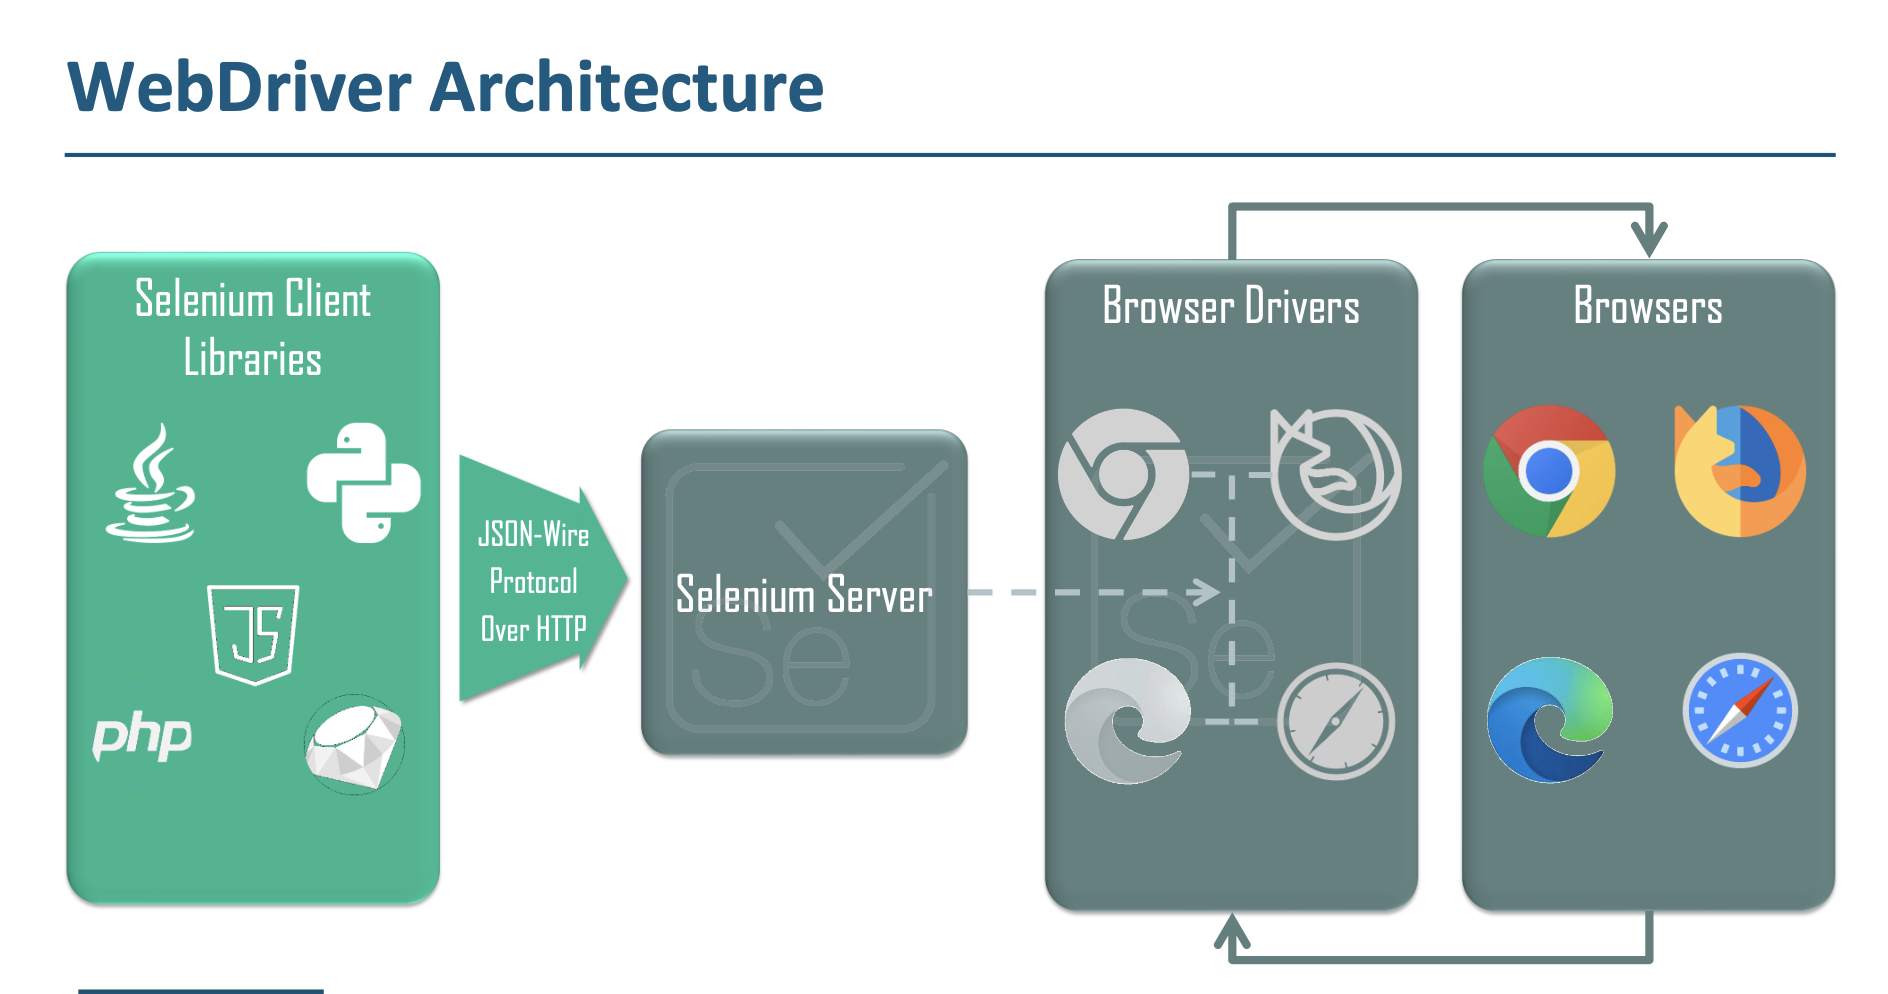 WebDriver Architecture
Selenium Client
Libraries
JS
php
JSON-Wire
Protocol
Over HTTP
Selenium Server
Se
Browser Drivers
Se
Browsers